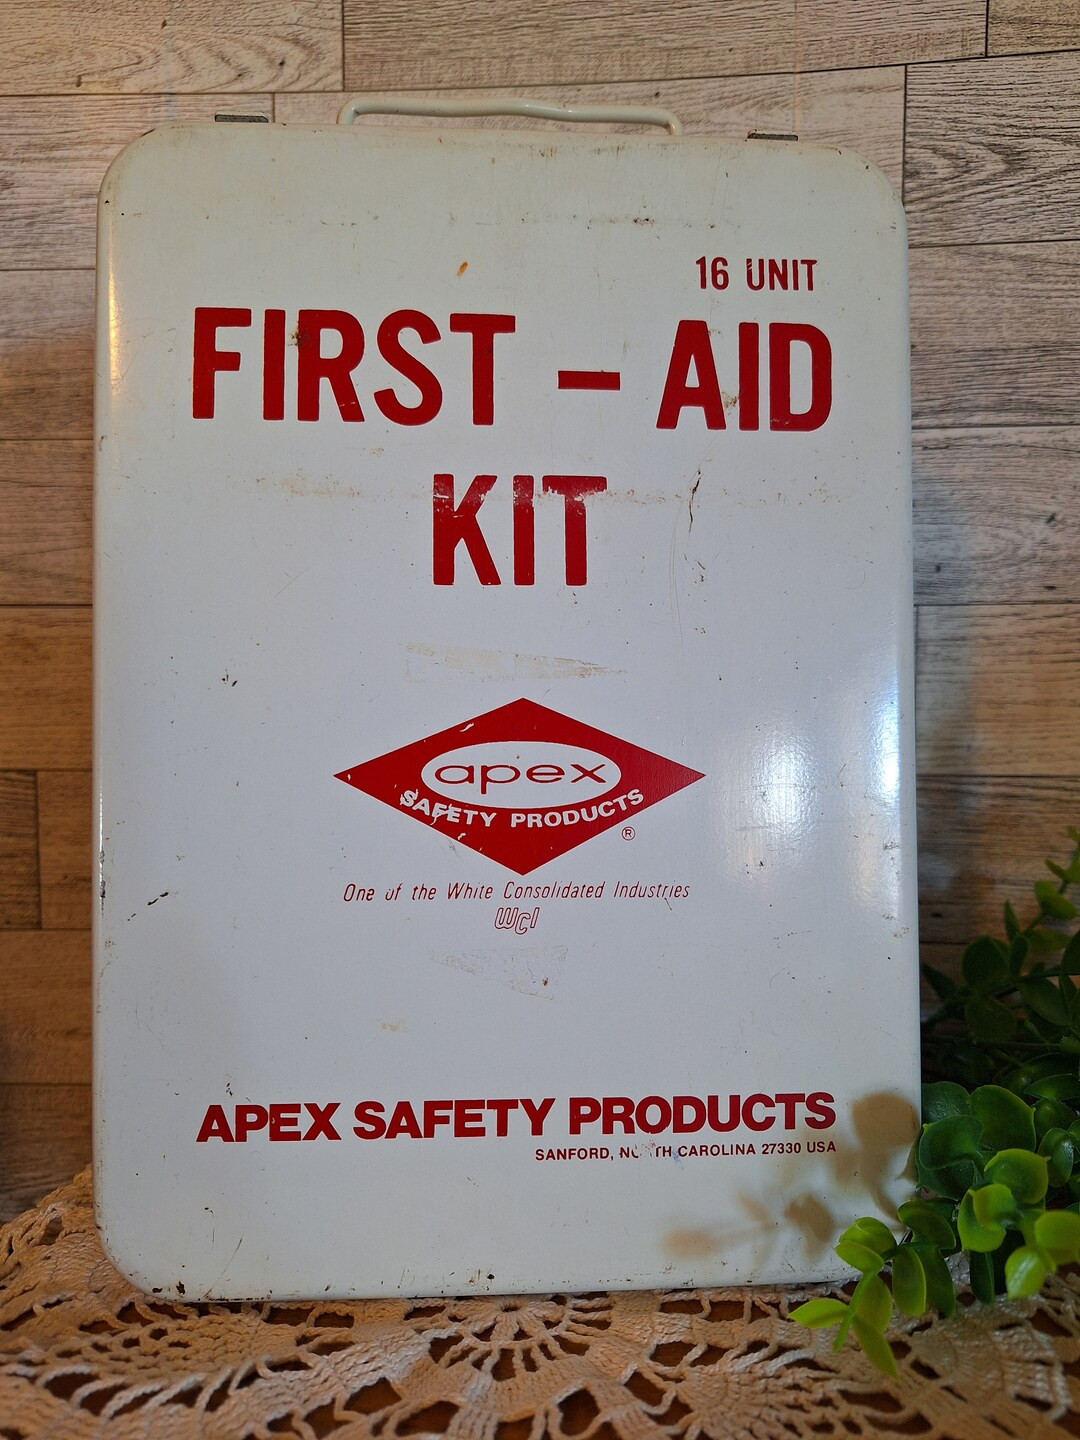 16 UNIT
FIRST – AID
KIT
apex
SAFETY PRODUCTS
®
One of the White Consolidated Industries
WCI
APEX SAFETY PRODUCTS
SANFORD, NORTH CAROLINA 27330 USA